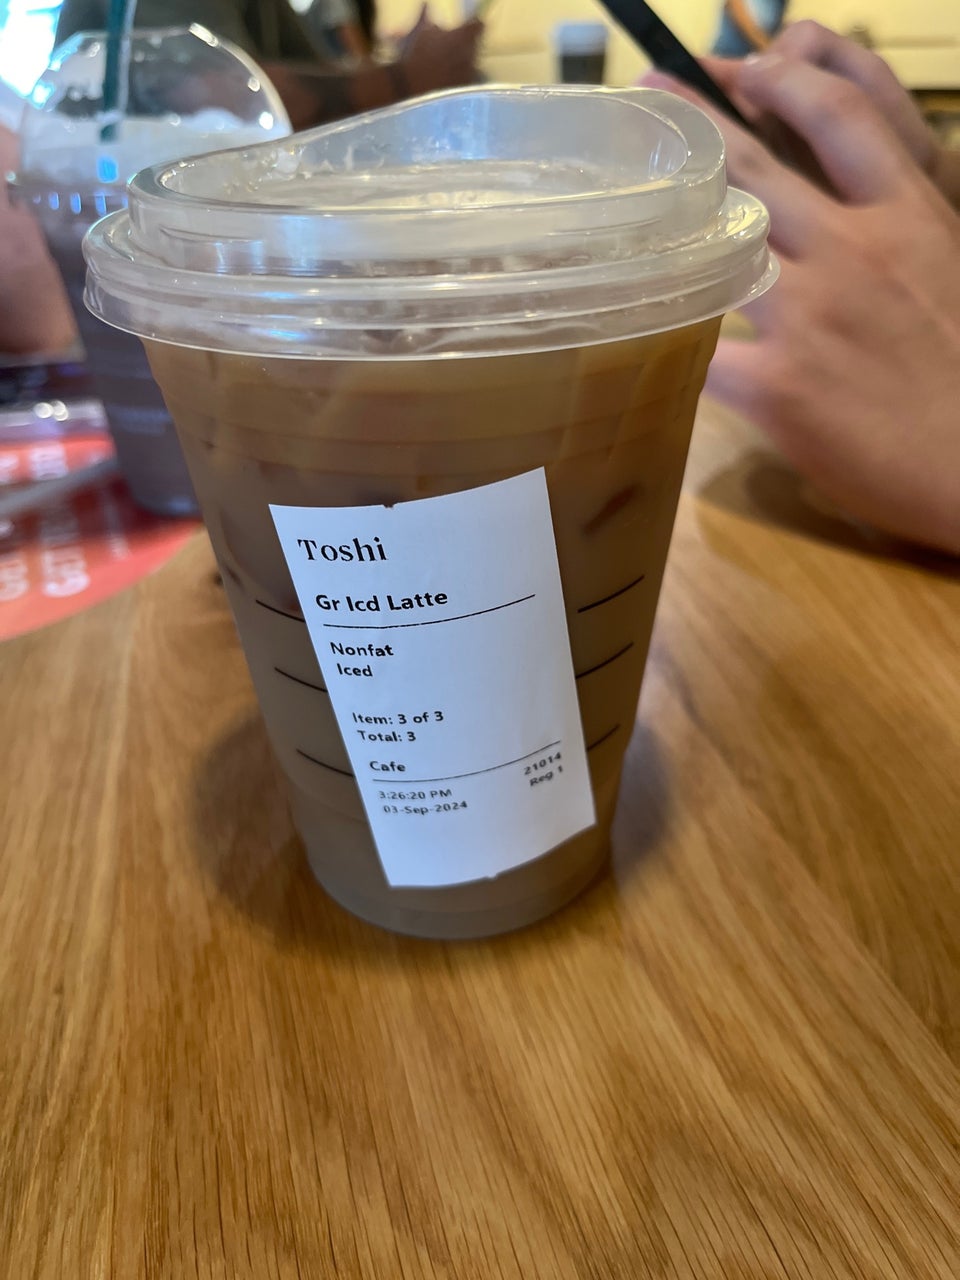 Toshi
Gr Icd Latte
Nonfat
Iced
Item: 3 of 3
Total: 3
Cafe 21014
Reg 1
3:26:20 PM
03-Sep-2024